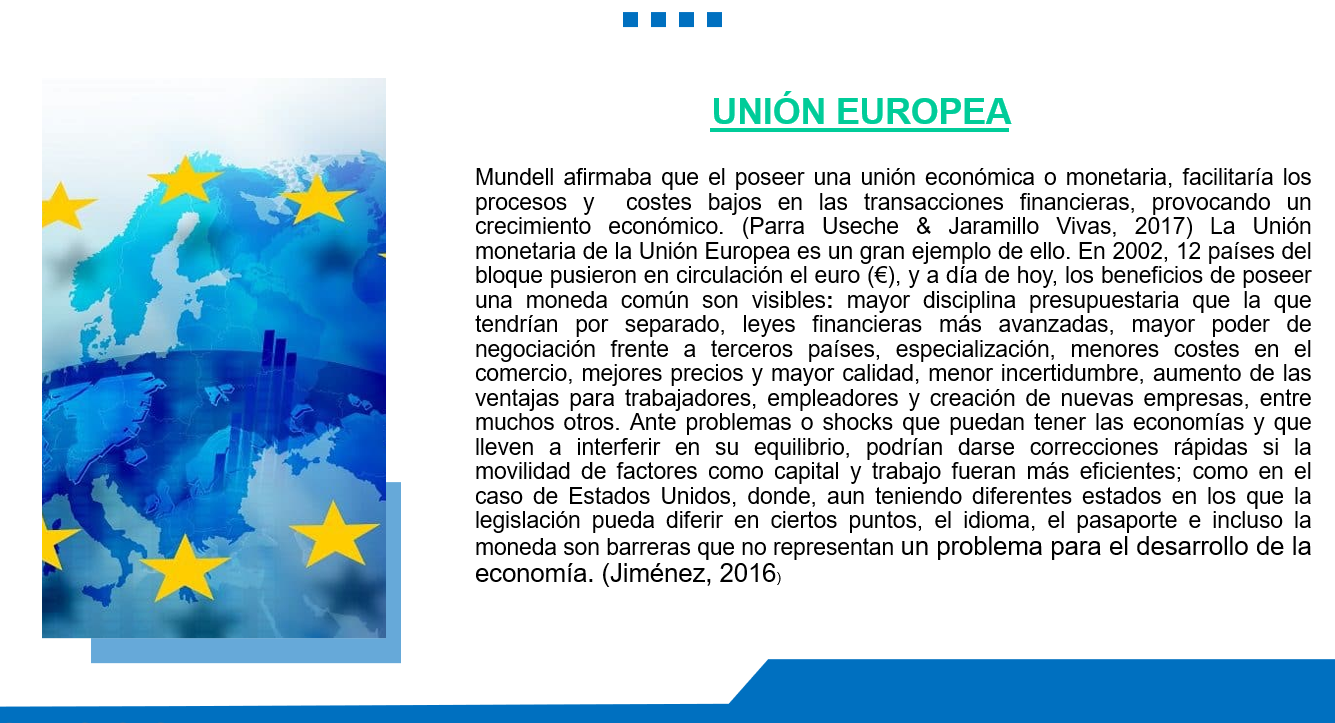 UNIÓN EUROPEA
Mundell afirmaba que el poseer una unión económica o monetaria, facilitaría los
procesos y costes bajos en las transacciones financieras, provocando un
crecimiento económico. (Parra Useche & Jaramillo Vivas, 2017) La Unión
monetaria de la Unión Europea es un gran ejemplo de ello. En 2002, 12 países del
bloque pusieron en circulación el euro (€), y a día de hoy, los beneficios de poseer
una moneda común son visibles: mayor disciplina presupuestaria que la que
tendrían por separado, leyes financieras más avanzadas, mayor poder de
negociación frente a terceros países, especialización, menores costes en el
comercio, mejores precios y mayor calidad, menor incertidumbre, aumento de las
ventajas para trabajadores, empleadores y creación de nuevas empresas, entre
muchos otros. Ante problemas o shocks que puedan tener las economías y que
lleven a interferir en su equilibrio, podrían darse correcciones rápidas si la
movilidad de factores como capital y trabajo fueran más eficientes; como en el
caso de Estados Unidos, donde, aun teniendo diferentes estados en los que la
legislación pueda diferir en ciertos puntos, el idioma, el pasaporte e incluso la
moneda son barreras que no representan un problema para el desarrollo de la
economía. (Jiménez, 2016)